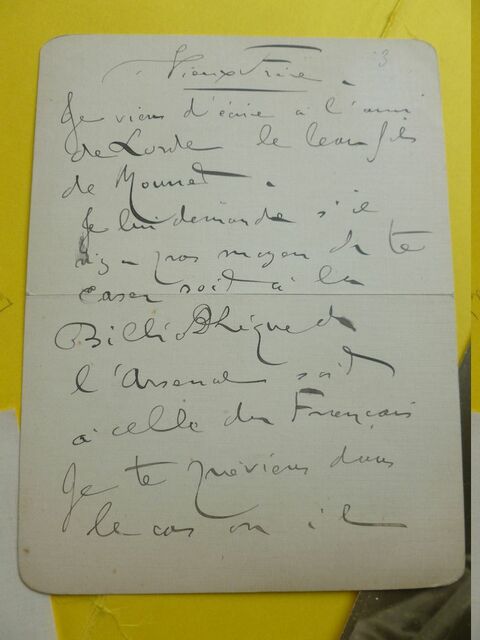 3
Vieux Frère
Je viens d'écrire à l'ami
de Lorde le beau fils
de Mounet.
Je lui demande s'il
n'y a pas moyen de te
caser soit à la
Billiothèque de
l'Arsenal soit
à celle du Français
Je te préviens dans
le cas où il